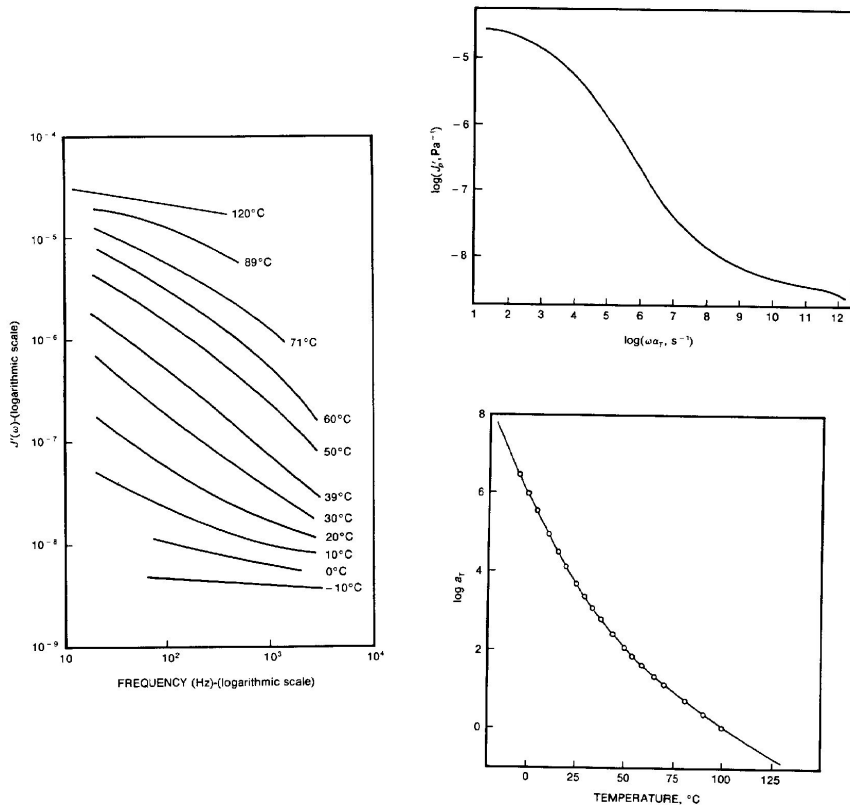 10⁻⁴
10⁻⁵
10⁻⁶
10⁻⁷
10⁻⁸
10⁻⁹
J'(ω)-(logarithmic scale)
120°C
89°C
71°C
60°C
50°C
39°C
30°C
20°C
10°C
0°C
−10°C
10 10² 10³ 10⁴
FREQUENCY (Hz)-(logarithmic scale)
−5
−6
−7
−8
log(J'ₚ, Pa⁻¹)
1 2 3 4 5 6 7 8 9 10 11 12
log(ωαT, s⁻¹)
8
6
4
2
0
log aT
0 25 50 75 100 125
TEMPERATURE, °C